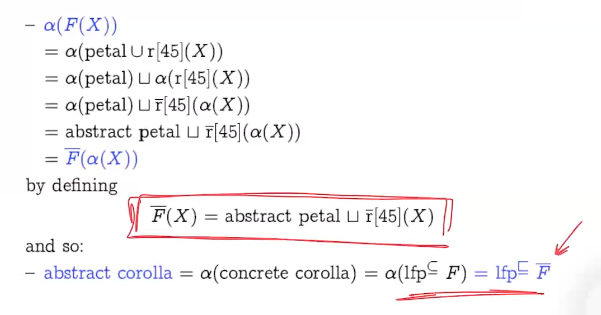 – α(F(X))
= α(petal ∪ r[45](X))
= α(petal) ⊔ α(r[45](X))
= α(petal) ⊔ r̄[45](α(X))
= abstract petal ⊔ r̄[45](α(X))
= F̅(α(X))
by defining
F̅(X) = abstract petal ⊔ r̄[45](X)
and so:
– abstract corolla = α(concrete corolla) = α(lfp⊆ F) = lfp⊑ F̅